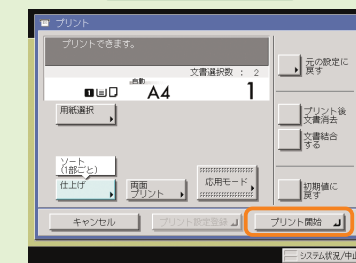 プリント
プリントできます。
文書選択数 : 2
自動
A4
1
1
元の設定に
戻す
用紙選択
プリント後
文書消去
文書結合
する
ソート
(1部ごと)
仕上げ
両面
プリント
応用モード
初期値に
戻す
キャンセル
プリント設定登録
プリント開始
システム状況/中止